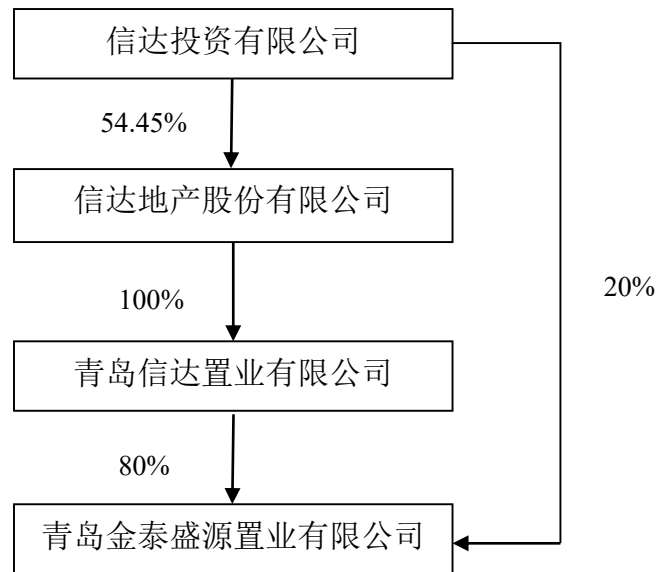 信达投资有限公司
54.45%
信达地产股份有限公司
100%
20%
青岛信达置业有限公司
80%
青岛金泰盛源置业有限公司